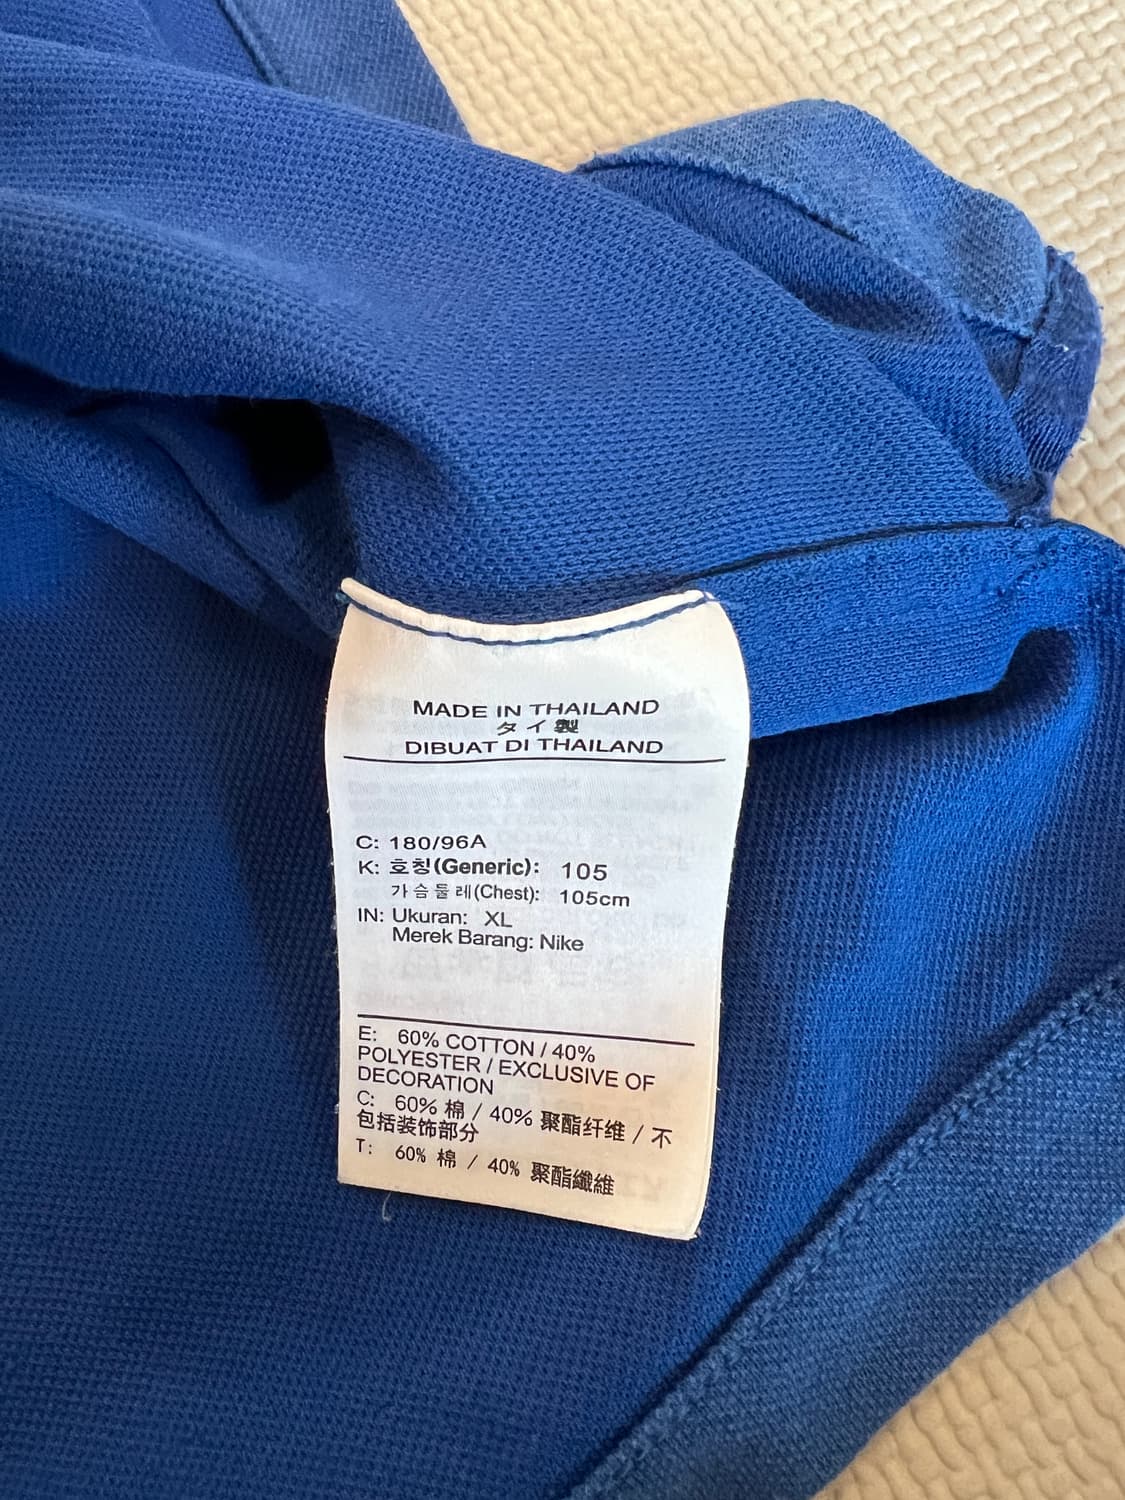 MADE IN THAILAND
タイ製
DIBUAT DI THAILAND
C: 180/96A
K: 호칭(Generic): 105
가슴둘레(Chest): 105cm
IN: Ukuran: XL
Merek Barang: Nike
E: 60% COTTON / 40%
POLYESTER / EXCLUSIVE OF
DECORATION
C: 60% 棉 / 40% 聚酯纤维 / 不
包括装饰部分
T: 60% 棉 / 40% 聚酯纖維